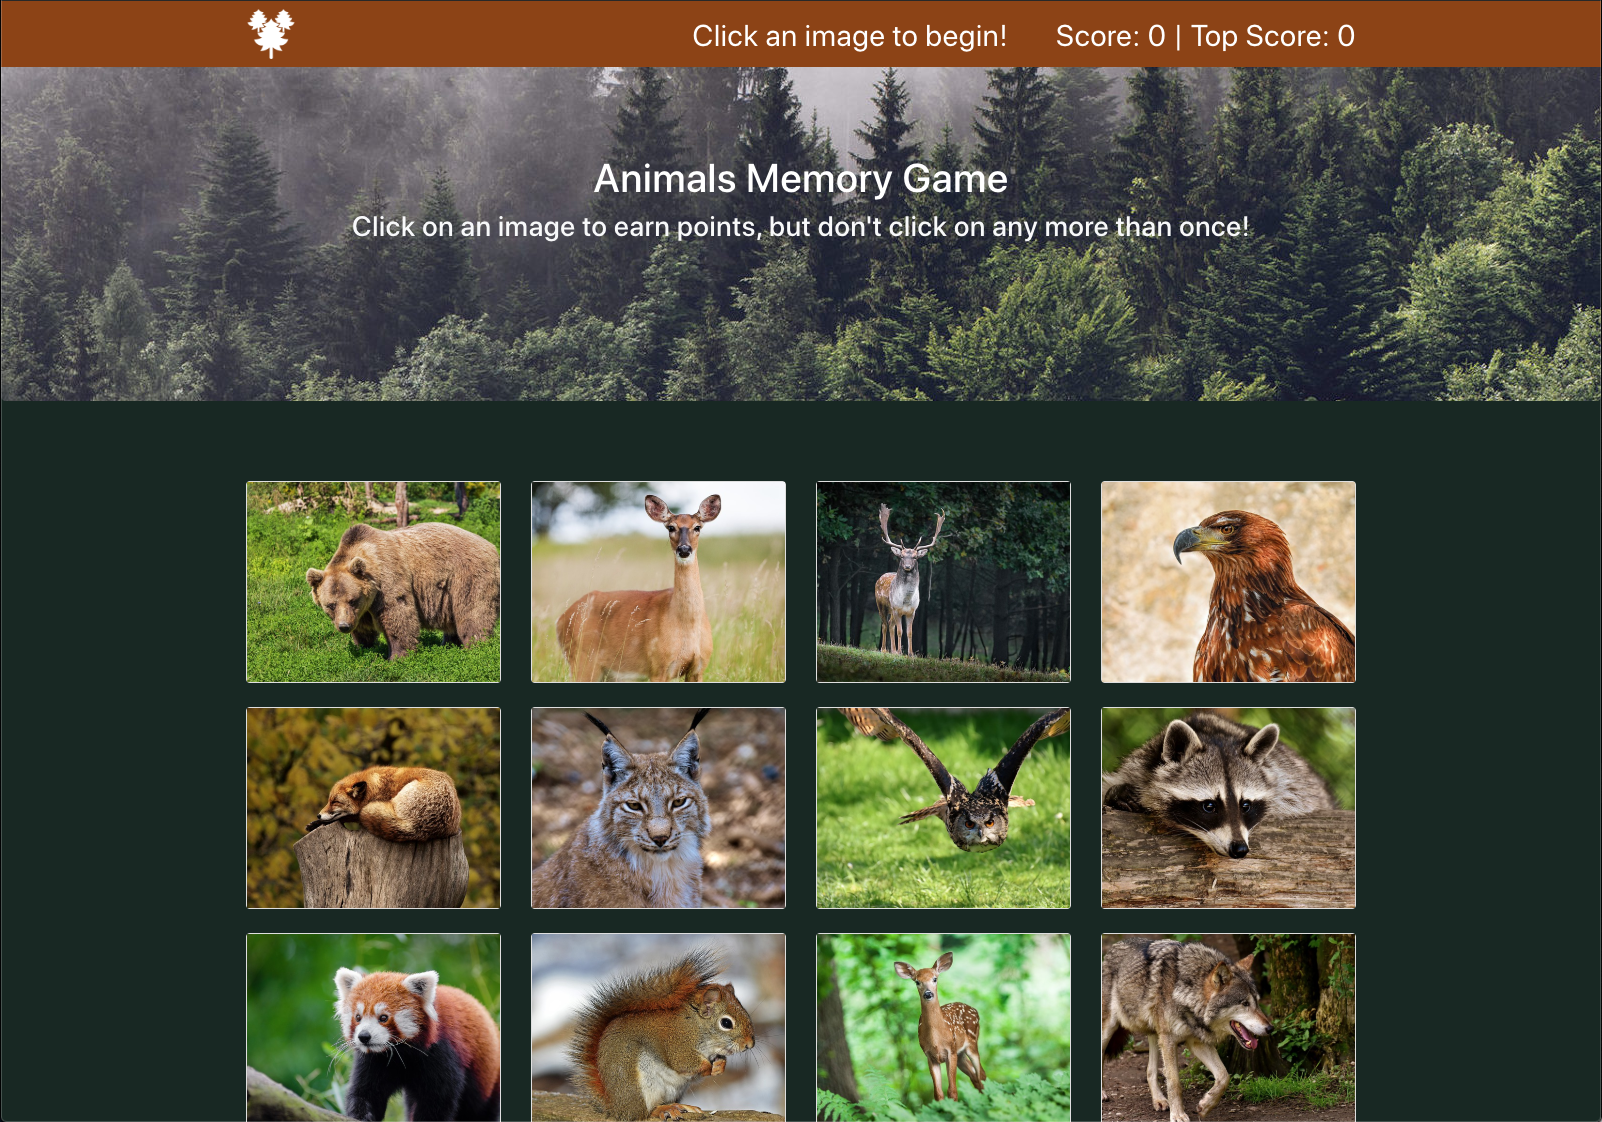 Click an image to begin!
Score: 0 | Top Score: 0
Animals Memory Game
Click on an image to earn points, but don't click on any more than once!